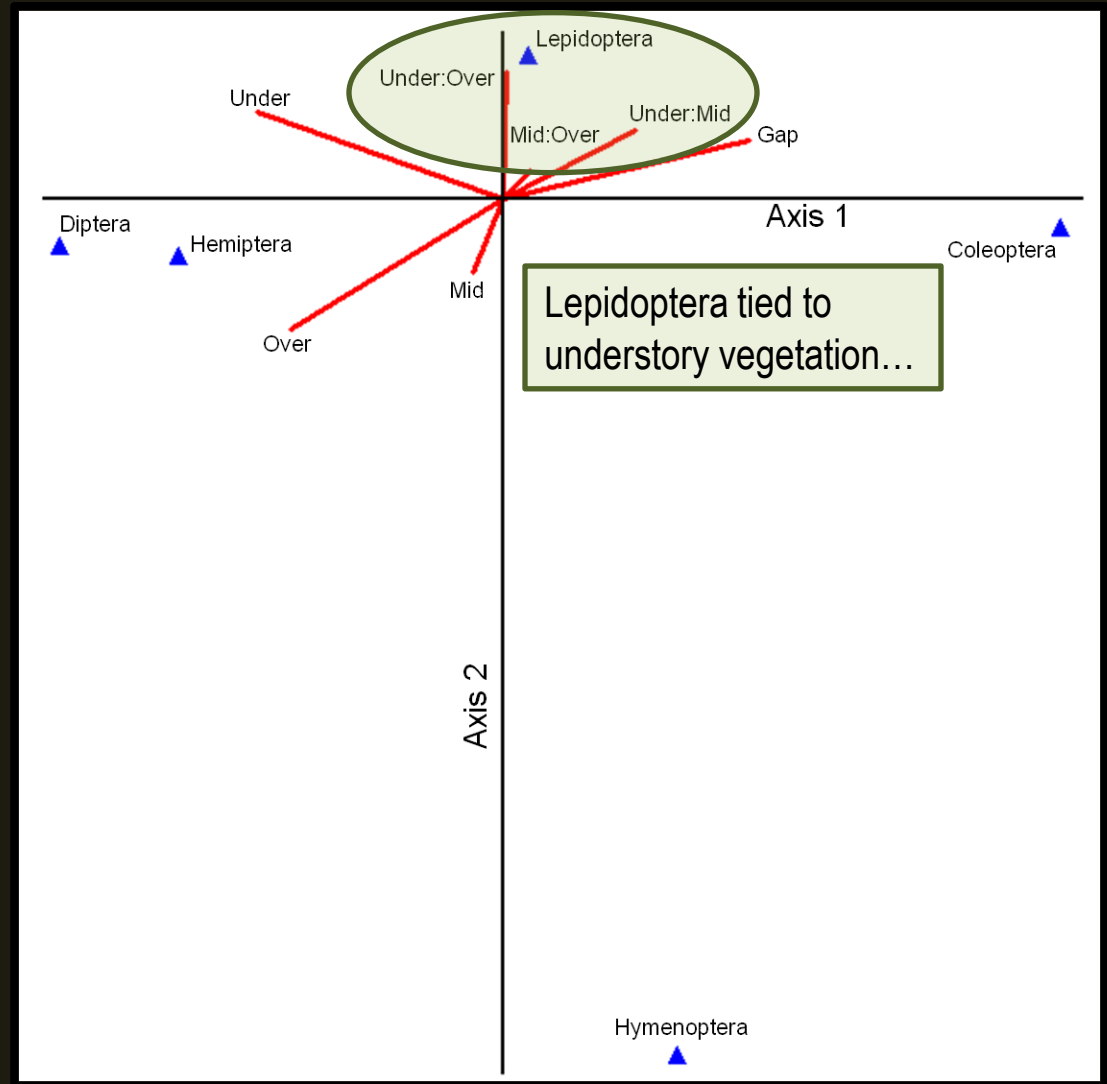 Lepidoptera
Under:Over
Under
Under:Mid
Mid:Over
Gap
Axis 1
Diptera
Hemiptera
Coleoptera
Mid
Over
Lepidoptera tied to
understory vegetation…
Axis 2
Hymenoptera